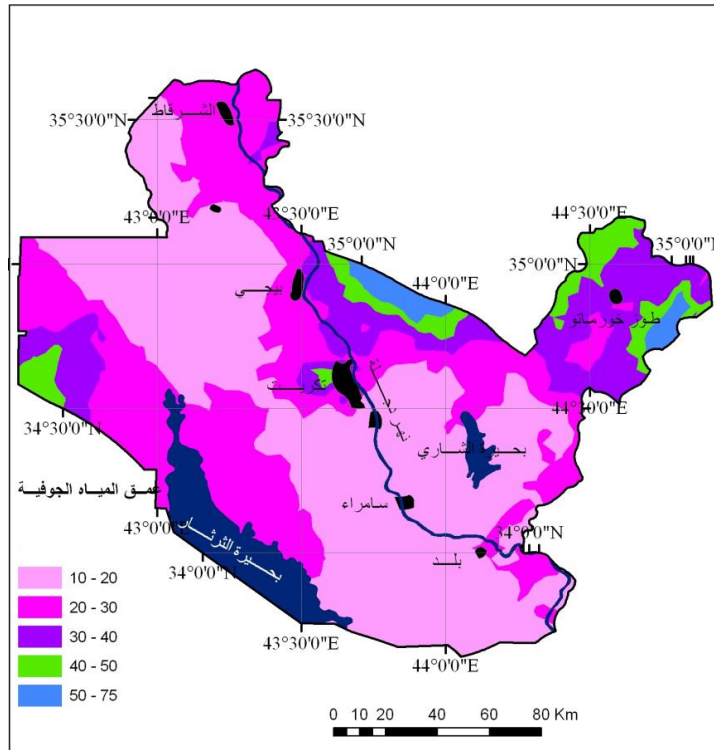 الشرقاط
35°30'0"N
35°30'0"N
43°0'0"E
43°30'0"E
35°0'0"N
44°0'0"E
44°30'0"E
35°0'0"N
بيجي
طوز خورماتو
تكريت
نهر دجلة
34°30'0"N
44°30'0"E
بحيرة الشاري
عمق المياه الجوفية
سامراء
43°0'0"E
34°0'0"N
بحيرة الثرثار
34°0'0"N
بلد
43°30'0"E
44°0'0"E
10 - 20
20 - 30
30 - 40
40 - 50
50 - 75
0 10 20 40 60 80 Km